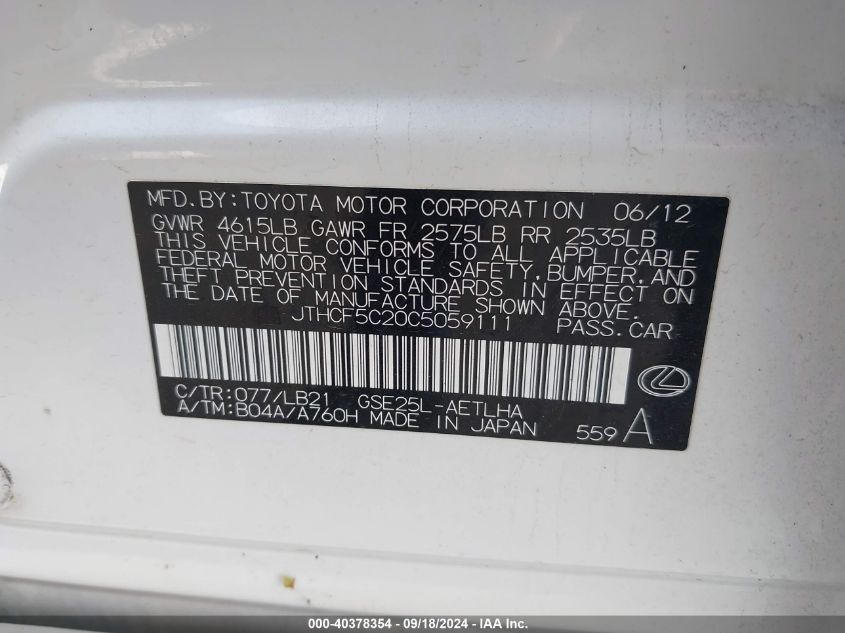 MFD.BY:TOYOTA MOTOR CORPORATION 06/12
GVWR 4615LB GAWR FR 2575LB RR 2535LB
THIS VEHICLE CONFORMS TO ALL APPLICABLE
FEDERAL MOTOR VEHICLE SAFETY,BUMPER,AND
THEFT PREVENTION STANDARDS IN EFFECT ON
THE DATE OF MANUFACTURE SHOWN ABOVE.
JTHCF5C20C5059111 PASS.CAR
C/TR:077/LB21 GSE25L-AETLHA
A/TM:B04A/A760H MADE IN JAPAN 559 A
000-40378354 - 09/18/2024 - IAA Inc.